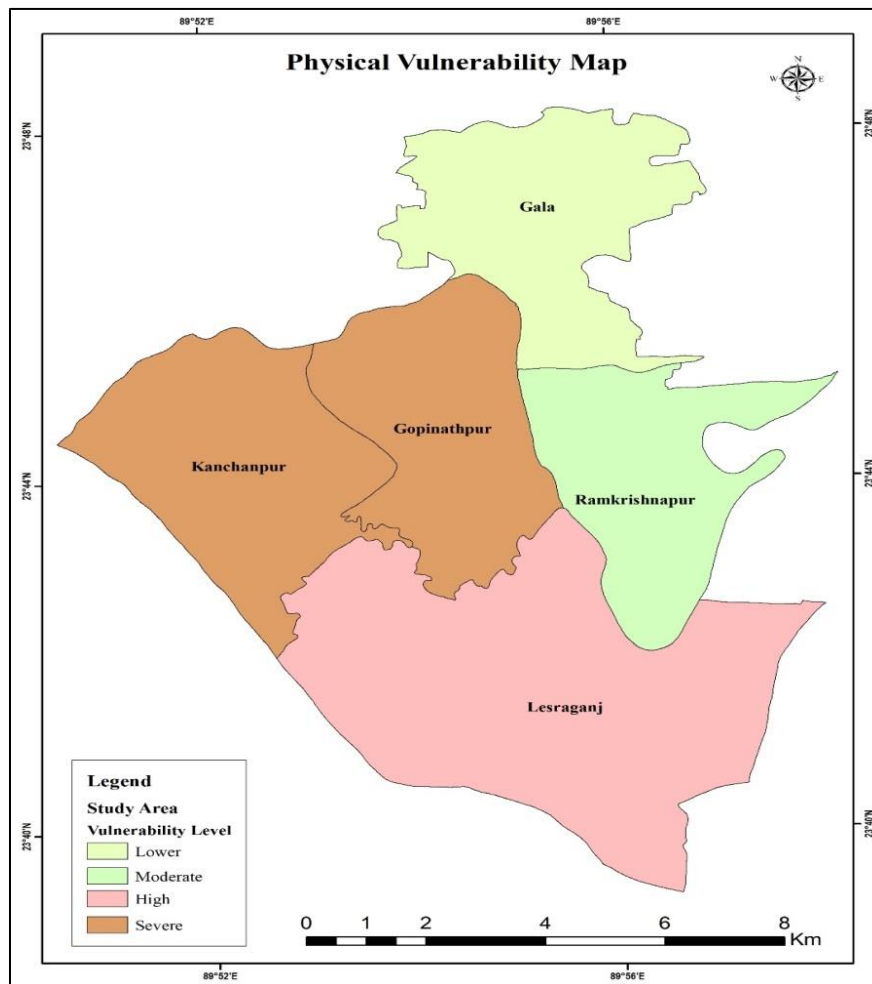 89°52'E 89°56'E
Physical Vulnerability Map
N
W E
S
23°48'N 23°48'N
Gala
Gopinathpur
Kanchanpur
23°44'N 23°44'N
Ramkrishnapur
Lesraganj
Legend
Study Area
Vulnerability Level
Lower
Moderate
High
Severe
23°40'N 23°40'N
0 1 2 4 6 8
Km
89°52'E 89°56'E